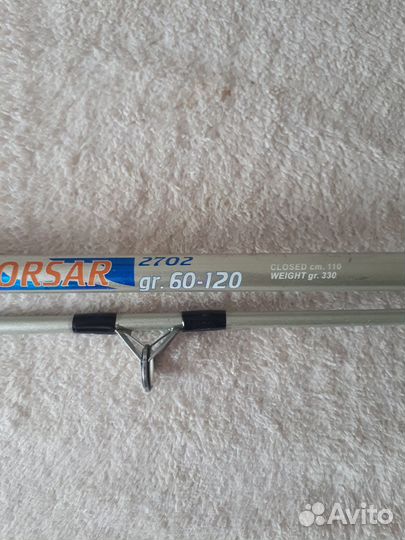 ORSAR
2702
gr. 60-120
CLOSED cm. 110
WEIGHT gr. 330
Avito